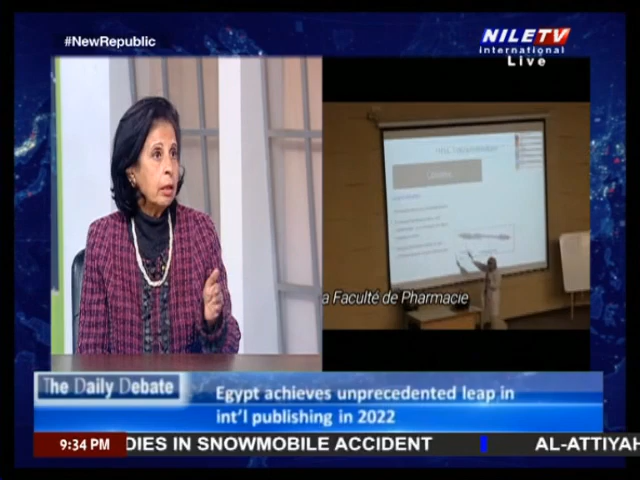 #NewRepublic
NILE TV
international
Live
a Faculté de Pharmacie
The Daily Debate
Egypt achieves unprecedented leap in
int'l publishing in 2022
9:34 PM
DIES IN SNOWMOBILE ACCIDENT
AL-ATTIYAH